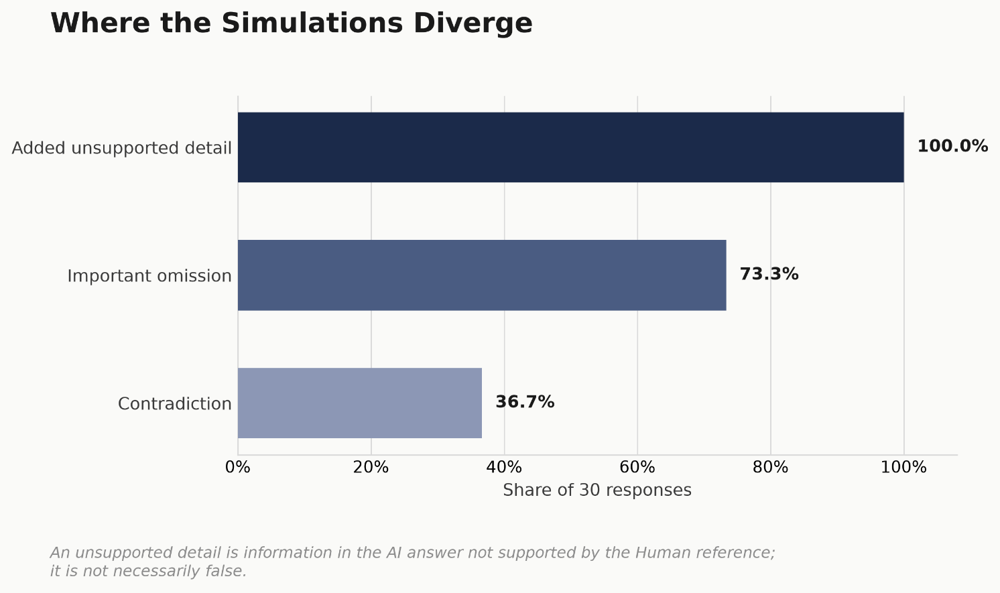 Where the Simulations Diverge
Added unsupported detail
100.0%
Important omission
73.3%
Contradiction
36.7%
0% 20% 40% 60% 80% 100%
Share of 30 responses
An unsupported detail is information in the AI answer not supported by the Human reference;
it is not necessarily false.